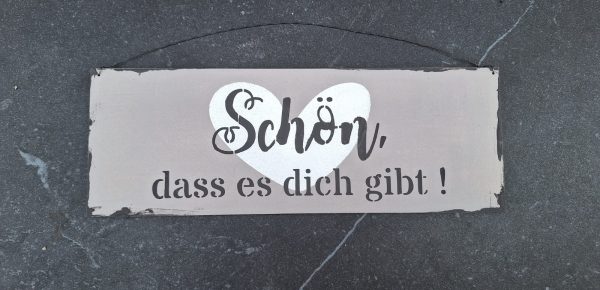 Schön,
dass es dich gibt !